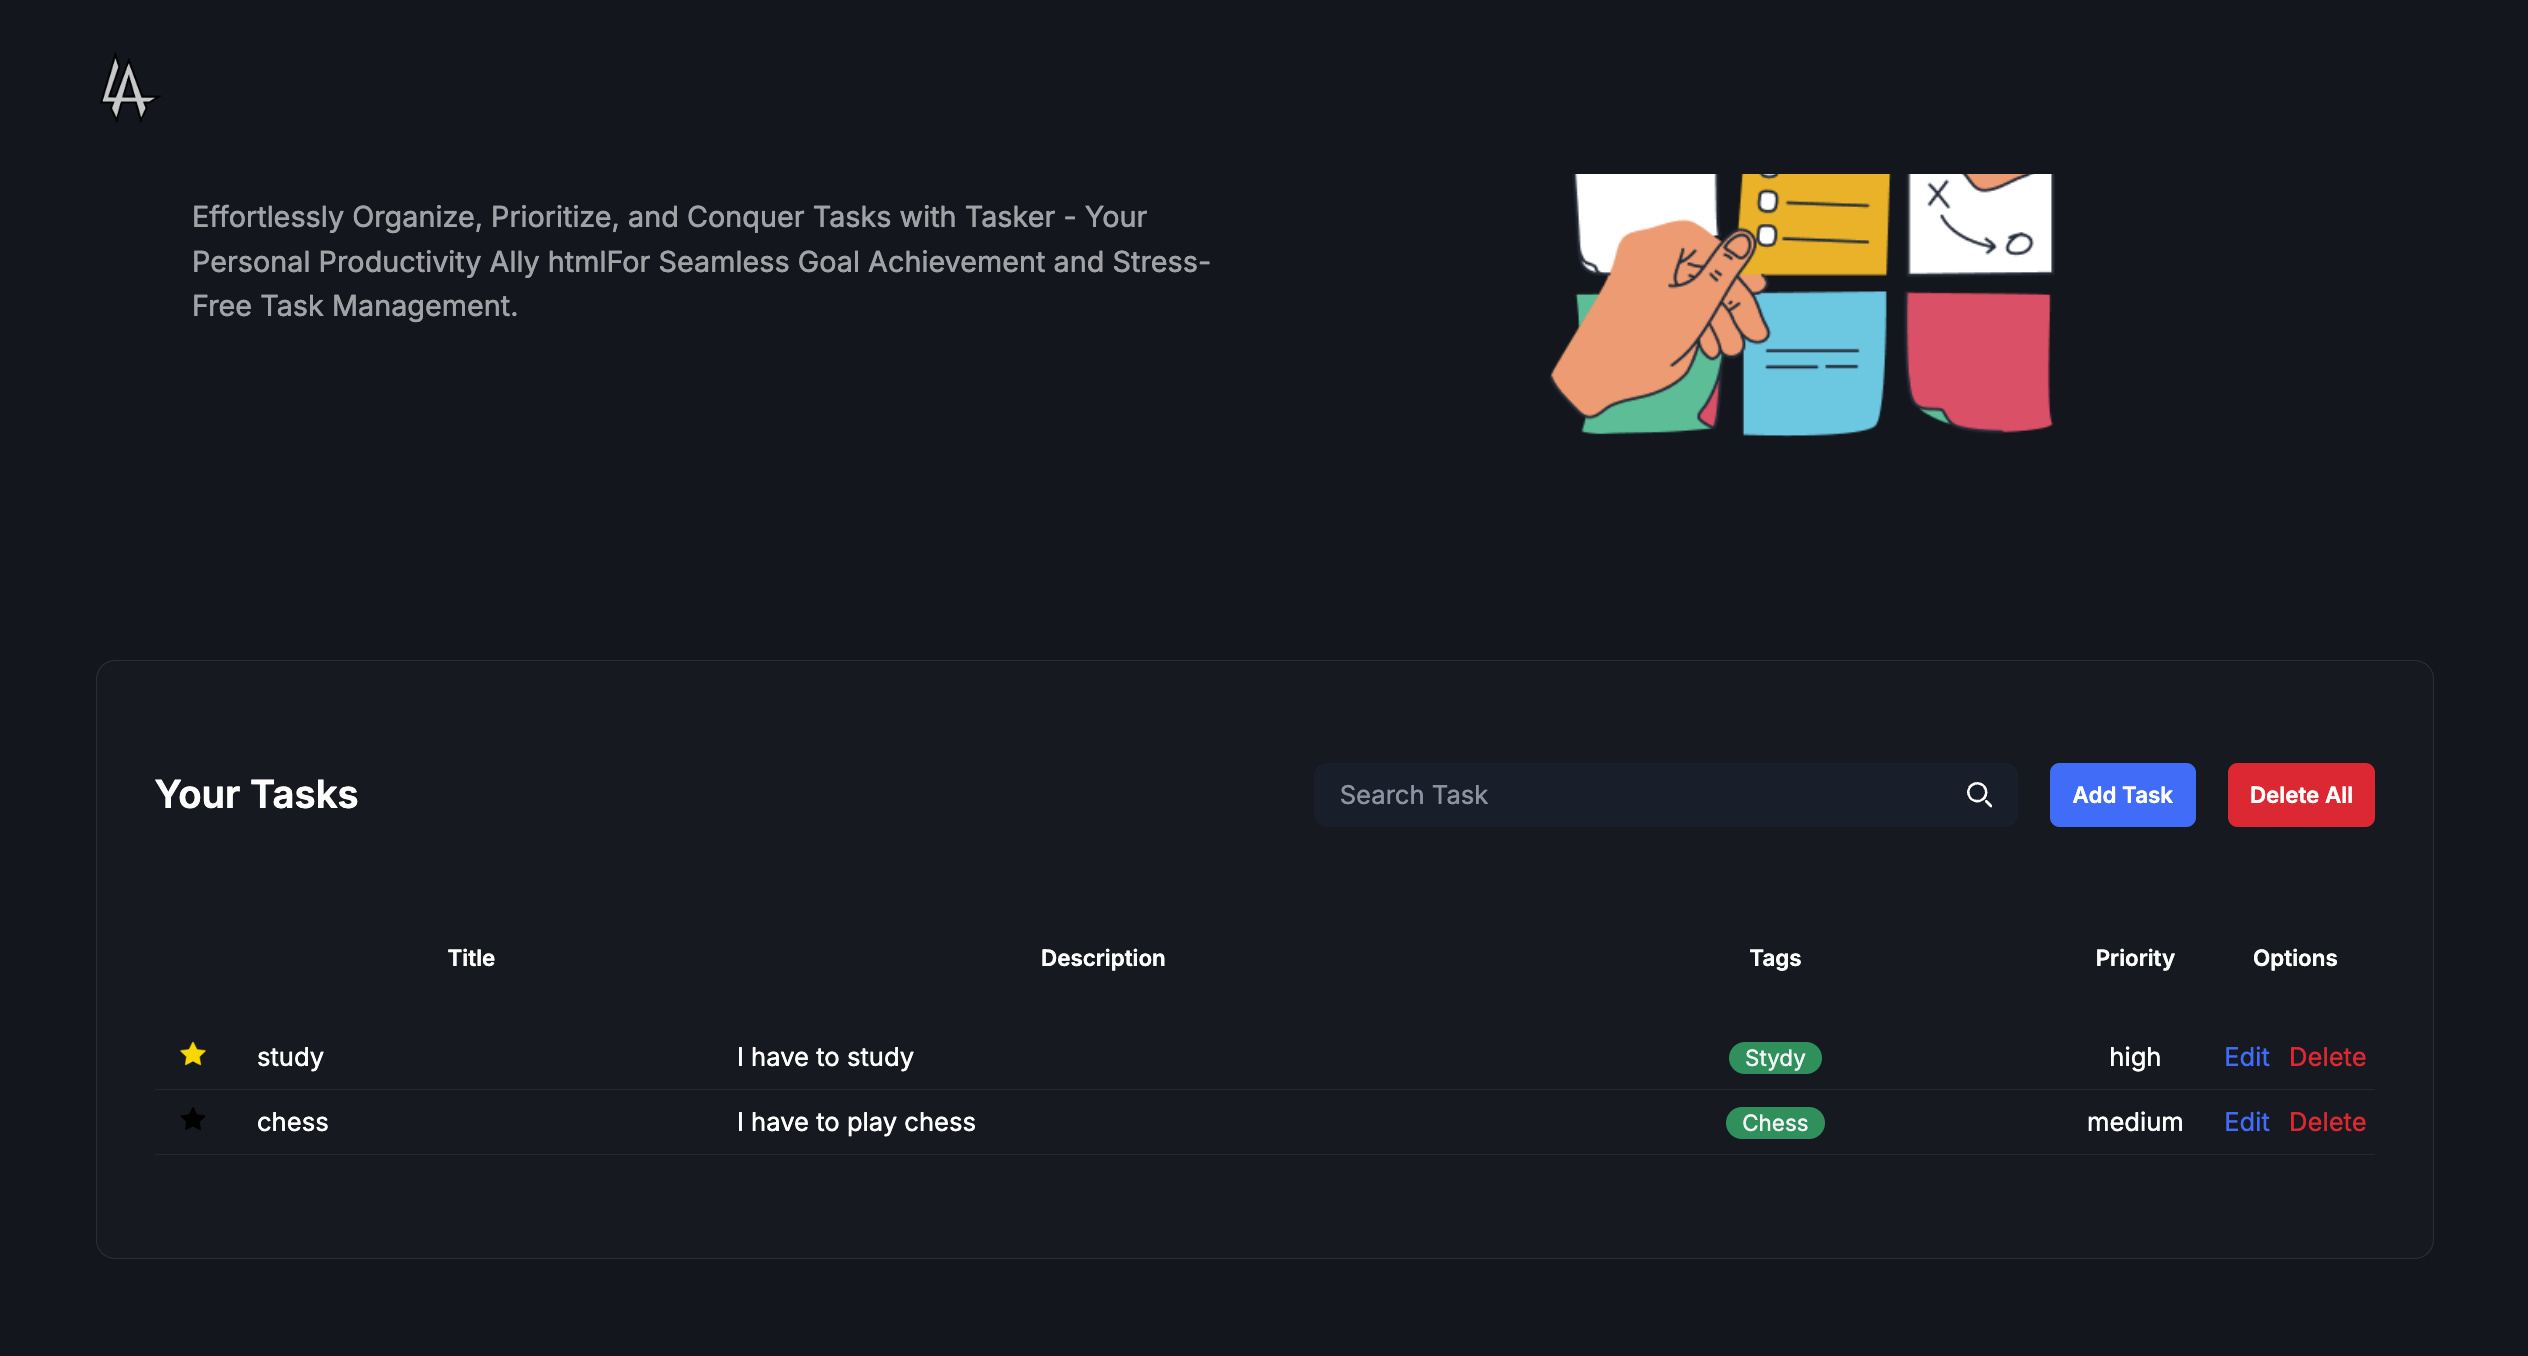 Effortlessly Organize, Prioritize, and Conquer Tasks with Tasker - Your
Personal Productivity Ally htmlFor Seamless Goal Achievement and Stress-
Free Task Management.
Your Tasks
Search Task
Add Task
Delete All
Title Description Tags Priority Options
study I have to study Stydy high Edit Delete
chess I have to play chess Chess medium Edit Delete